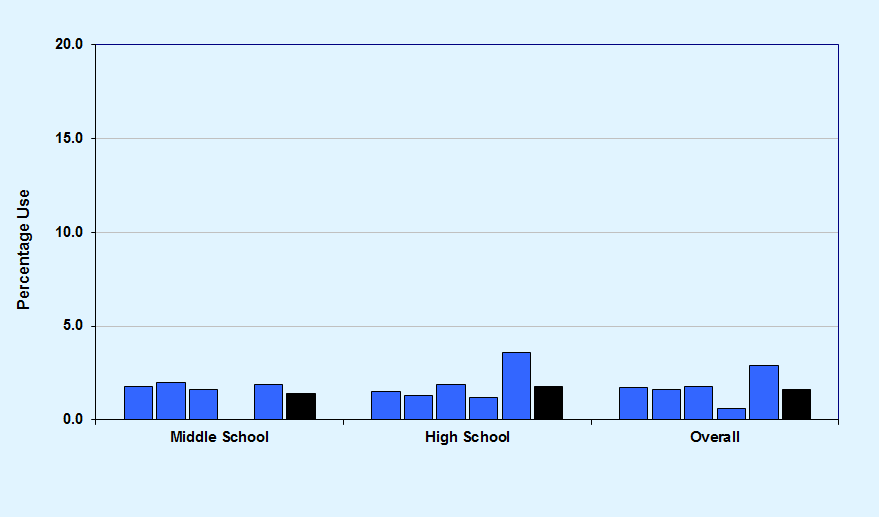 20.0
15.0
10.0
5.0
0.0
Percentage Use
Middle School
High School
Overall